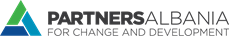 PARTNERSALBANIA
FOR CHANGE AND DEVELOPMENT